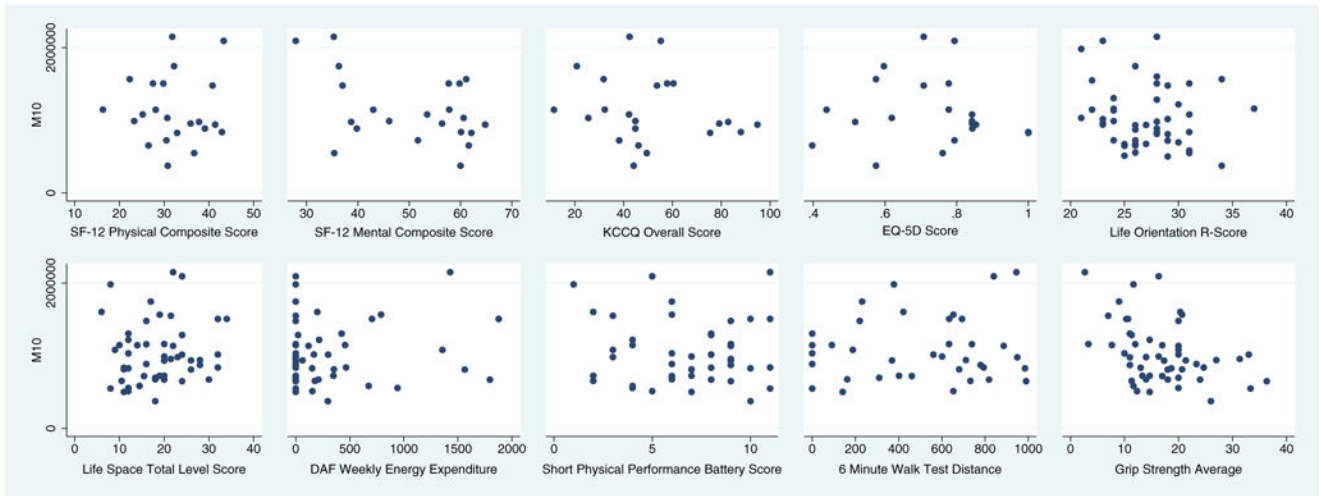 M10
2000000
0
10 20 30 40 50
SF-12 Physical Composite Score
30 40 50 60 70
SF-12 Mental Composite Score
20 40 60 80 100
KCCQ Overall Score
.4 .6 .8 1
EQ-5D Score
20 25 30 35 40
Life Orientation R-Score
M10
2000000
0
0 10 20 30 40
Life Space Total Level Score
0 500 1000 1500 2000
DAF Weekly Energy Expenditure
0 5 10
Short Physical Performance Battery Score
0 200 400 600 800 1000
6 Minute Walk Test Distance
0 10 20 30 40
Grip Strength Average